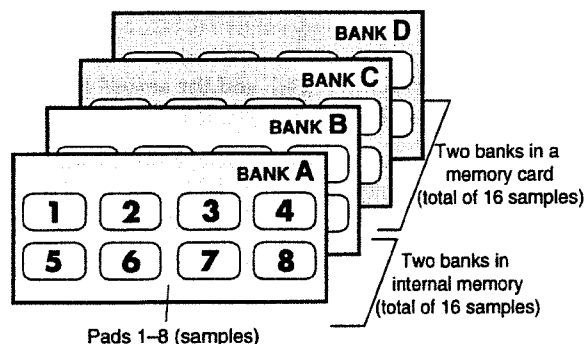 BANK D
BANK C
BANK B
BANK A
1 2 3 4
5 6 7 8
Two banks in a
memory card
(total of 16 samples)
Two banks in
internal memory
(total of 16 samples)
Pads 1–8 (samples)